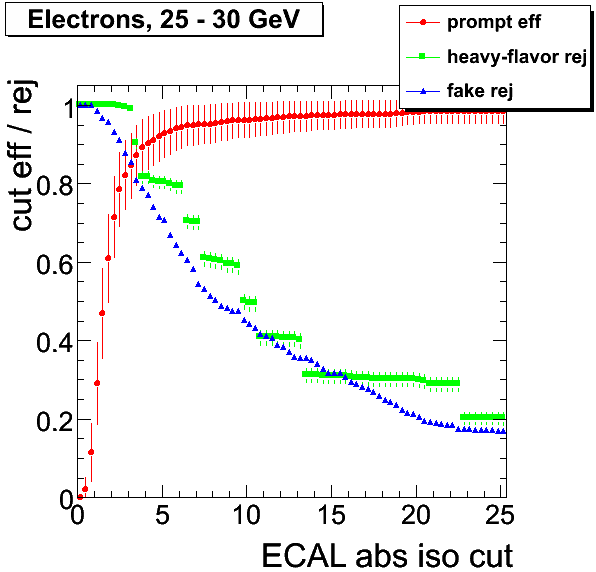 Electrons, 25 - 30 GeV
prompt eff
heavy-flavor rej
fake rej
cut eff / rej
1
0.8
0.6
0.4
0.2
0
0 5 10 15 20 25
ECAL abs iso cut